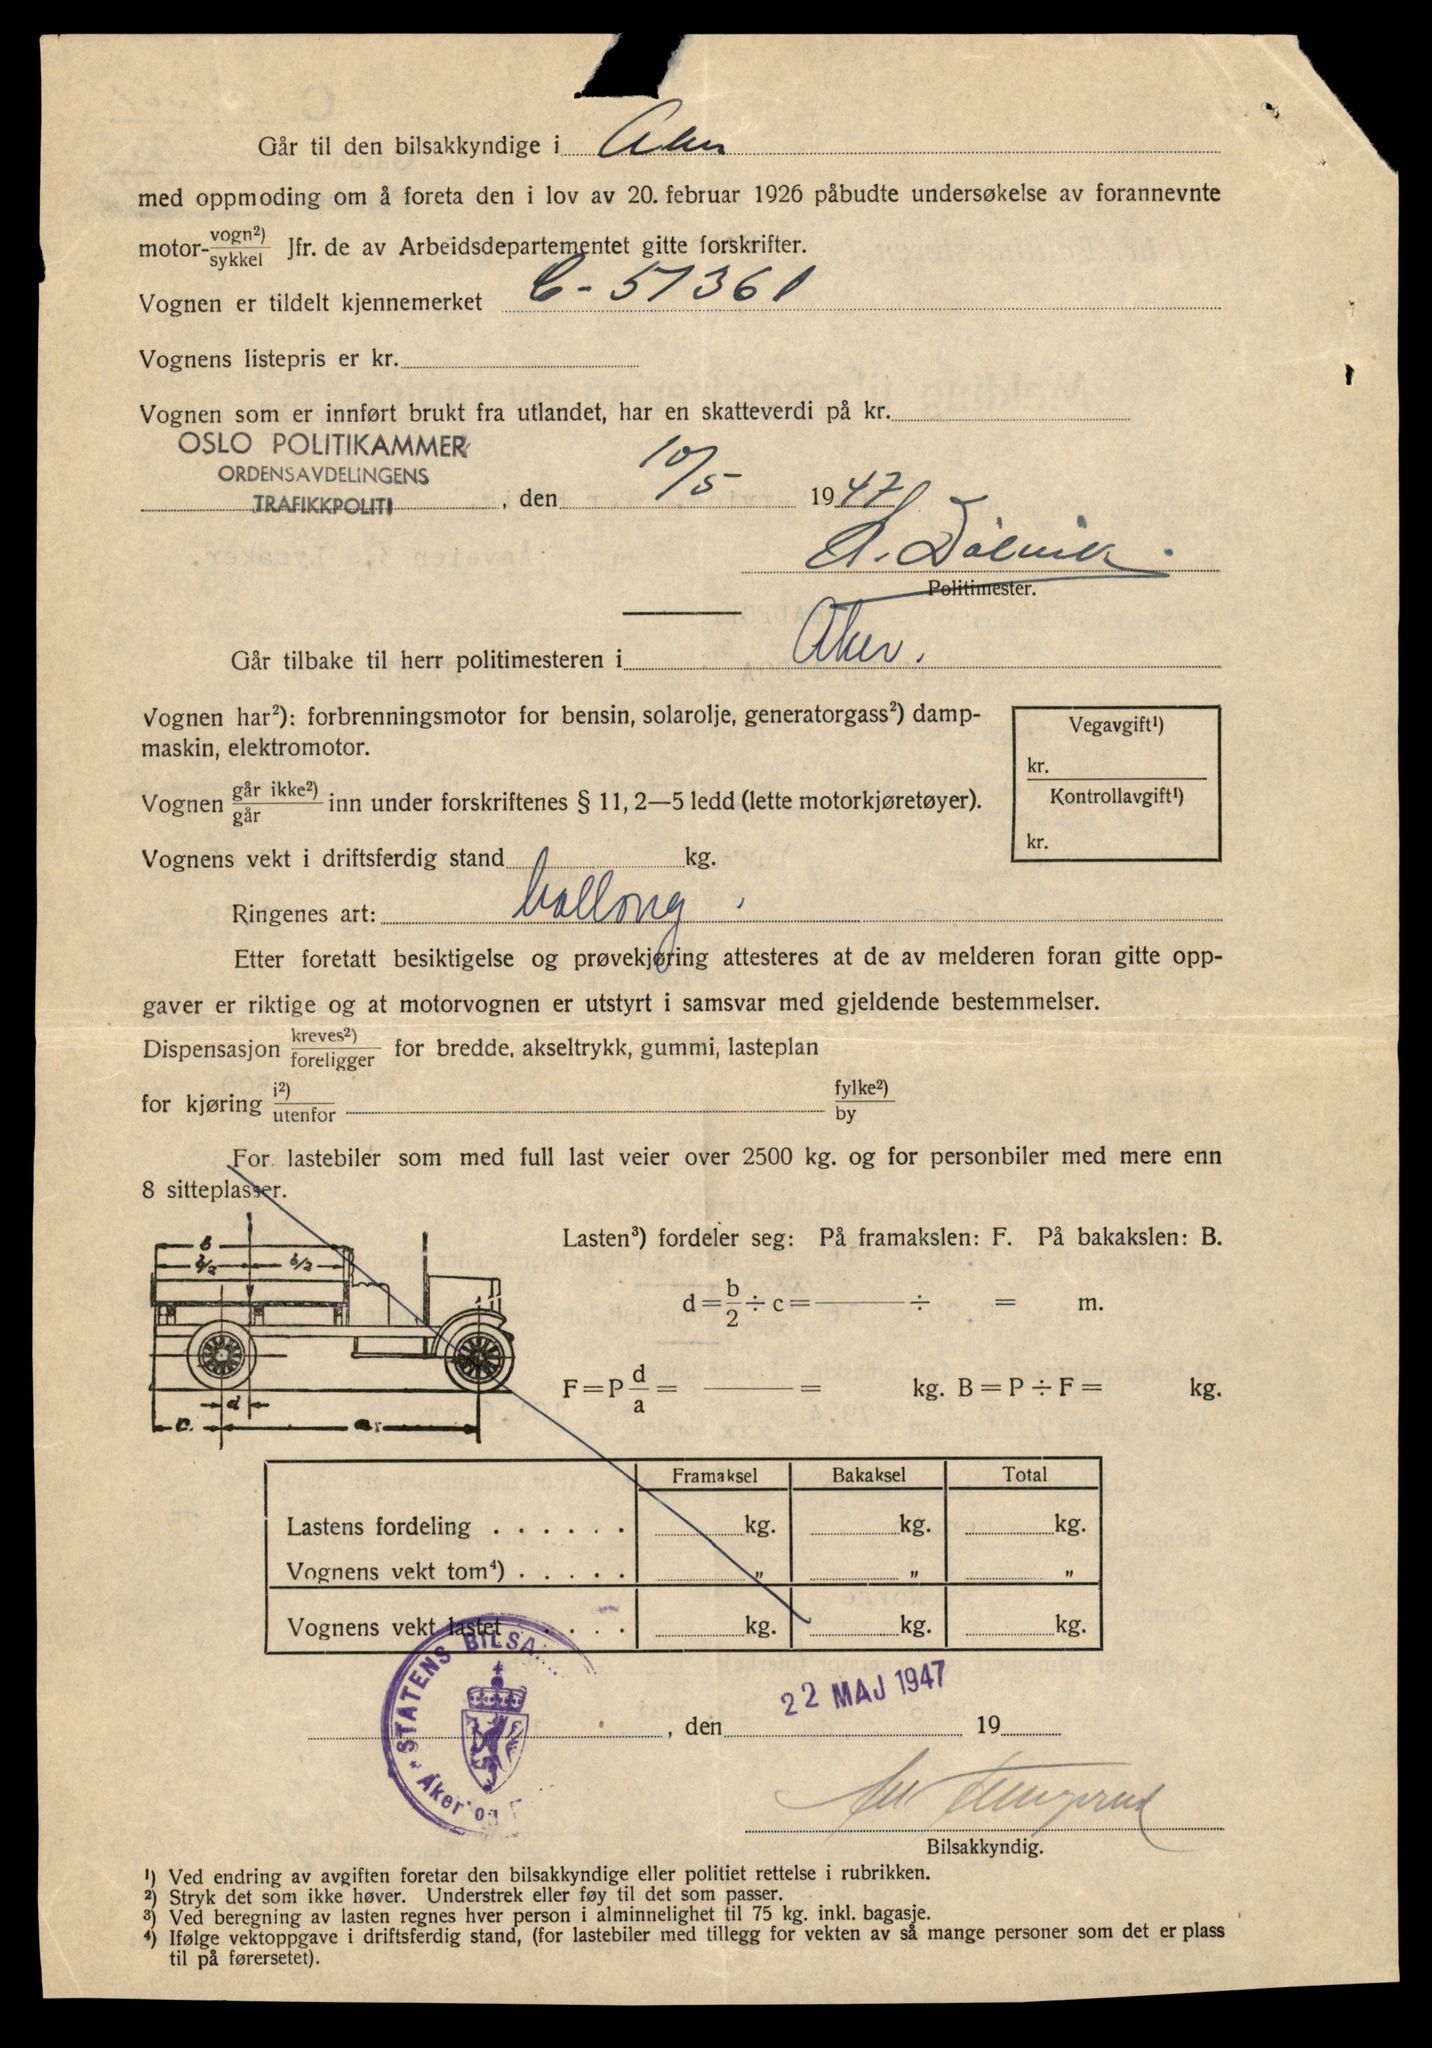 Går til den bilsakkyndige i Aker
med oppmoding om å foreta den i lov av 20. februar 1926 påbudte undersøkelse av forannevnte
motor- vogn²) / sykkel Jfr. de av Arbeidsdepartementet gitte forskrifter.
Vognen er tildelt kjennemerket C - 51361
Vognens listepris er kr.
Vognen som er innført brukt fra utlandet, har en skatteverdi på kr.
OSLO POLITIKAMMER
ORDENSAVDELINGENS
TRAFIKKPOLITI , den 10/5 1947
Politimester.
Går tilbake til herr politimesteren i Aker.
Vognen har²): forbrenningsmotor for bensin, solarolje, generatorgass²) damp-
maskin, elektromotor.
Vegavgift¹)
kr.
Kontrollavgift¹)
kr.
Vognen går ikke²) / går inn under forskriftenes § 11, 2—5 ledd (lette motorkjøretøyer).
Vognens vekt i driftsferdig stand kg.
Ringenes art: ballong
Etter foretatt besiktigelse og prøvekjøring attesteres at de av melderen foran gitte opp-
gaver er riktige og at motorvognen er utstyrt i samsvar med gjeldende bestemmelser.
Dispensasjon kreves²) / foreligger for bredde, akseltrykk, gummi, lasteplan
for kjøring i²) / utenfor fylke²) / by
For lastebiler som med full last veier over 2500 kg. og for personbiler med mere enn
8 sitteplasser.
Lasten³) fordeler seg: På framakslen: F. På bakakslen: B.
b
b/2 b/2
d = b/2 ÷ c = ÷ = m.
F = P d/a = = kg. B = P ÷ F = kg.
d
c. a
Framaksel Bakaksel Total
Lastens fordeling . . . . . . kg. kg. kg.
Vognens vekt tom⁴) . . . . . „ „ „
Vognens vekt lastet . . . . kg. kg. kg.
STATENS BILSA
Åker og
, den 22 MAJ 1947 19
Bilsakkyndig.
¹) Ved endring av avgiften foretar den bilsakkyndige eller politiet rettelse i rubrikken.
²) Stryk det som ikke høver. Understrek eller føy til det som passer.
³) Ved beregning av lasten regnes hver person i alminnelighet til 75 kg. inkl. bagasje.
⁴) Ifølge vektoppgave i driftsferdig stand, (for lastebiler med tillegg for vekten av så mange personer som det er plass
til på førersetet).